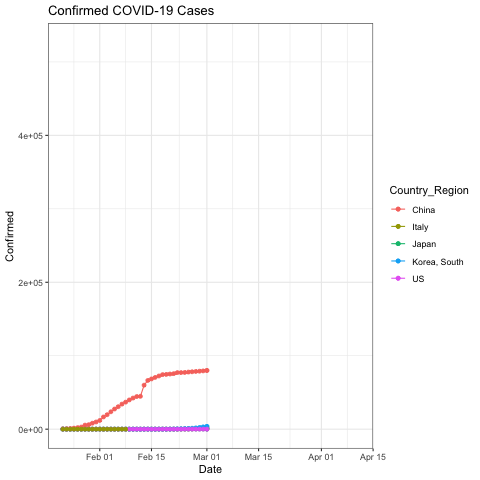 Confirmed COVID-19 Cases
4e+05
2e+05
0e+00
Confirmed
Feb 01
Feb 15
Mar 01
Mar 15
Apr 01
Apr 15
Date
Country_Region
China
Italy
Japan
Korea, South
US